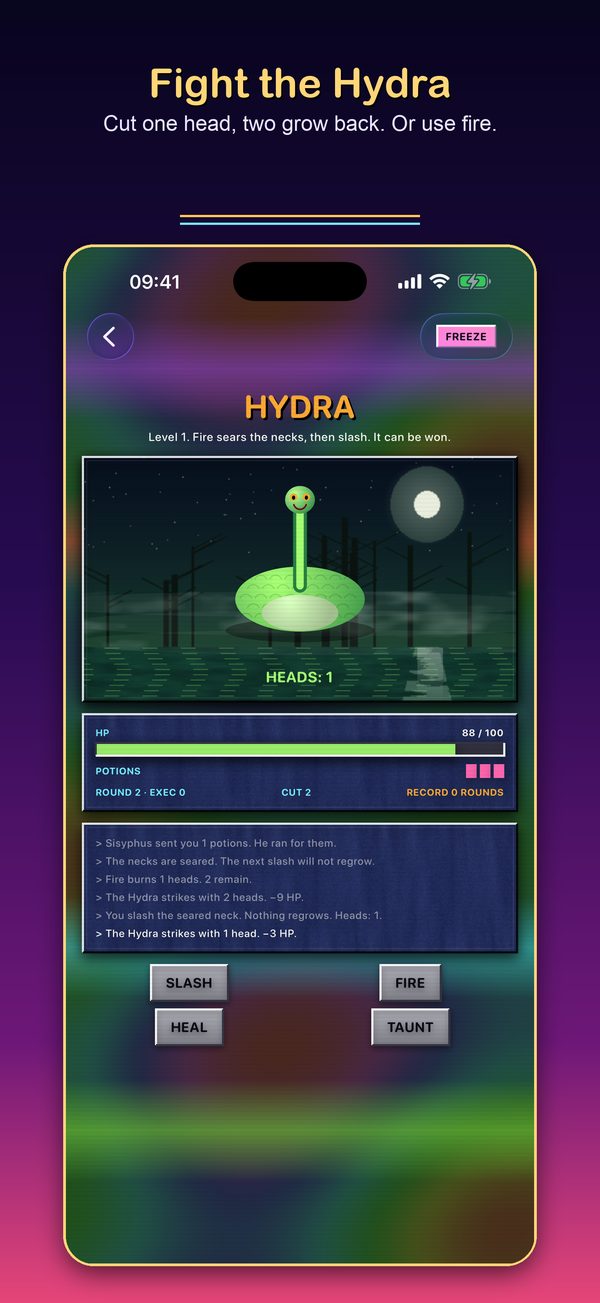 Fight the Hydra
Cut one head, two grow back. Or use fire.
09:41
FREEZE
HYDRA
Level 1. Fire sears the necks, then slash. It can be won.
HEADS: 1
HP 88 / 100
POTIONS
ROUND 2 · EXEC 0 CUT 2 RECORD 0 ROUNDS
> Sisyphus sent you 1 potions. He ran for them.
> The necks are seared. The next slash will not regrow.
> Fire burns 1 heads. 2 remain.
> The Hydra strikes with 2 heads. −9 HP.
> You slash the seared neck. Nothing regrows. Heads: 1.
> The Hydra strikes with 1 head. −3 HP.
SLASH FIRE
HEAL TAUNT